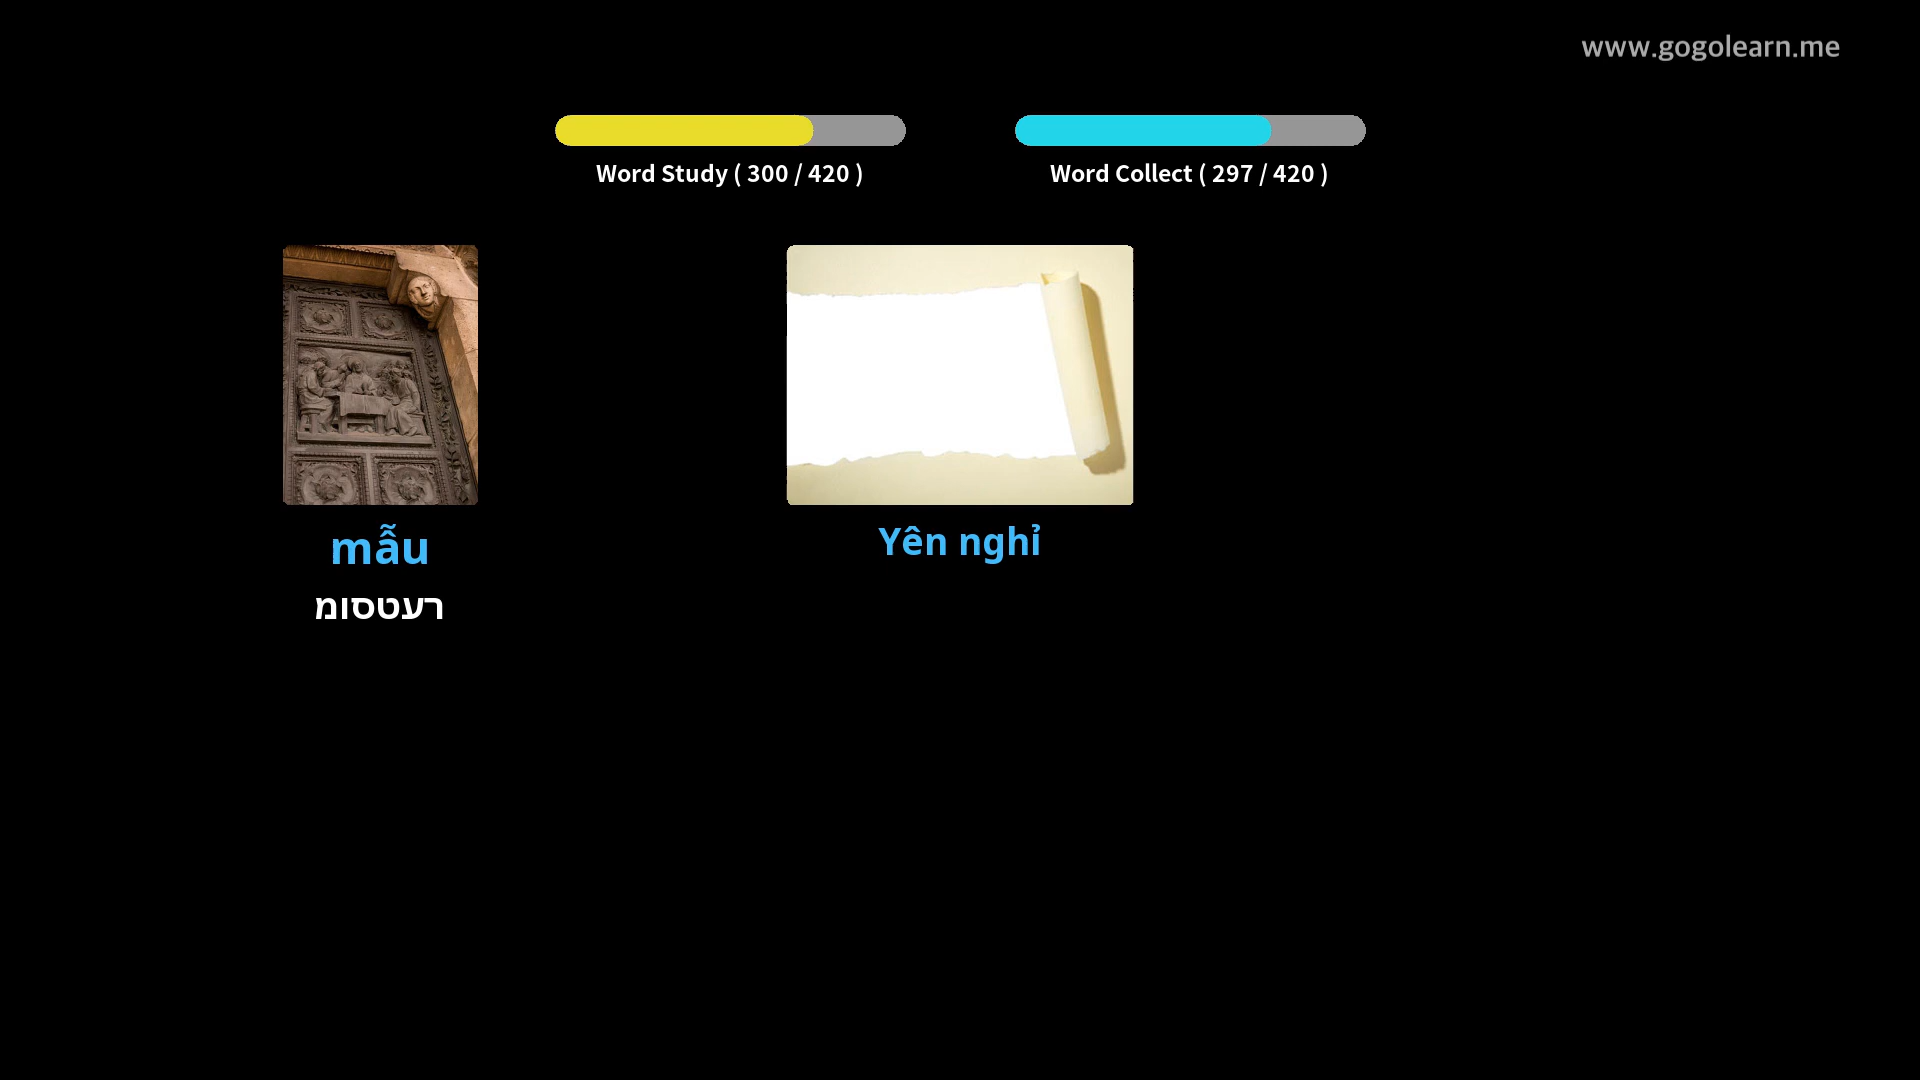 www.gogolearn.me
Word Study ( 300 / 420 )
Word Collect ( 297 / 420 )
mẫu
רעטסומ
Yên nghỉ